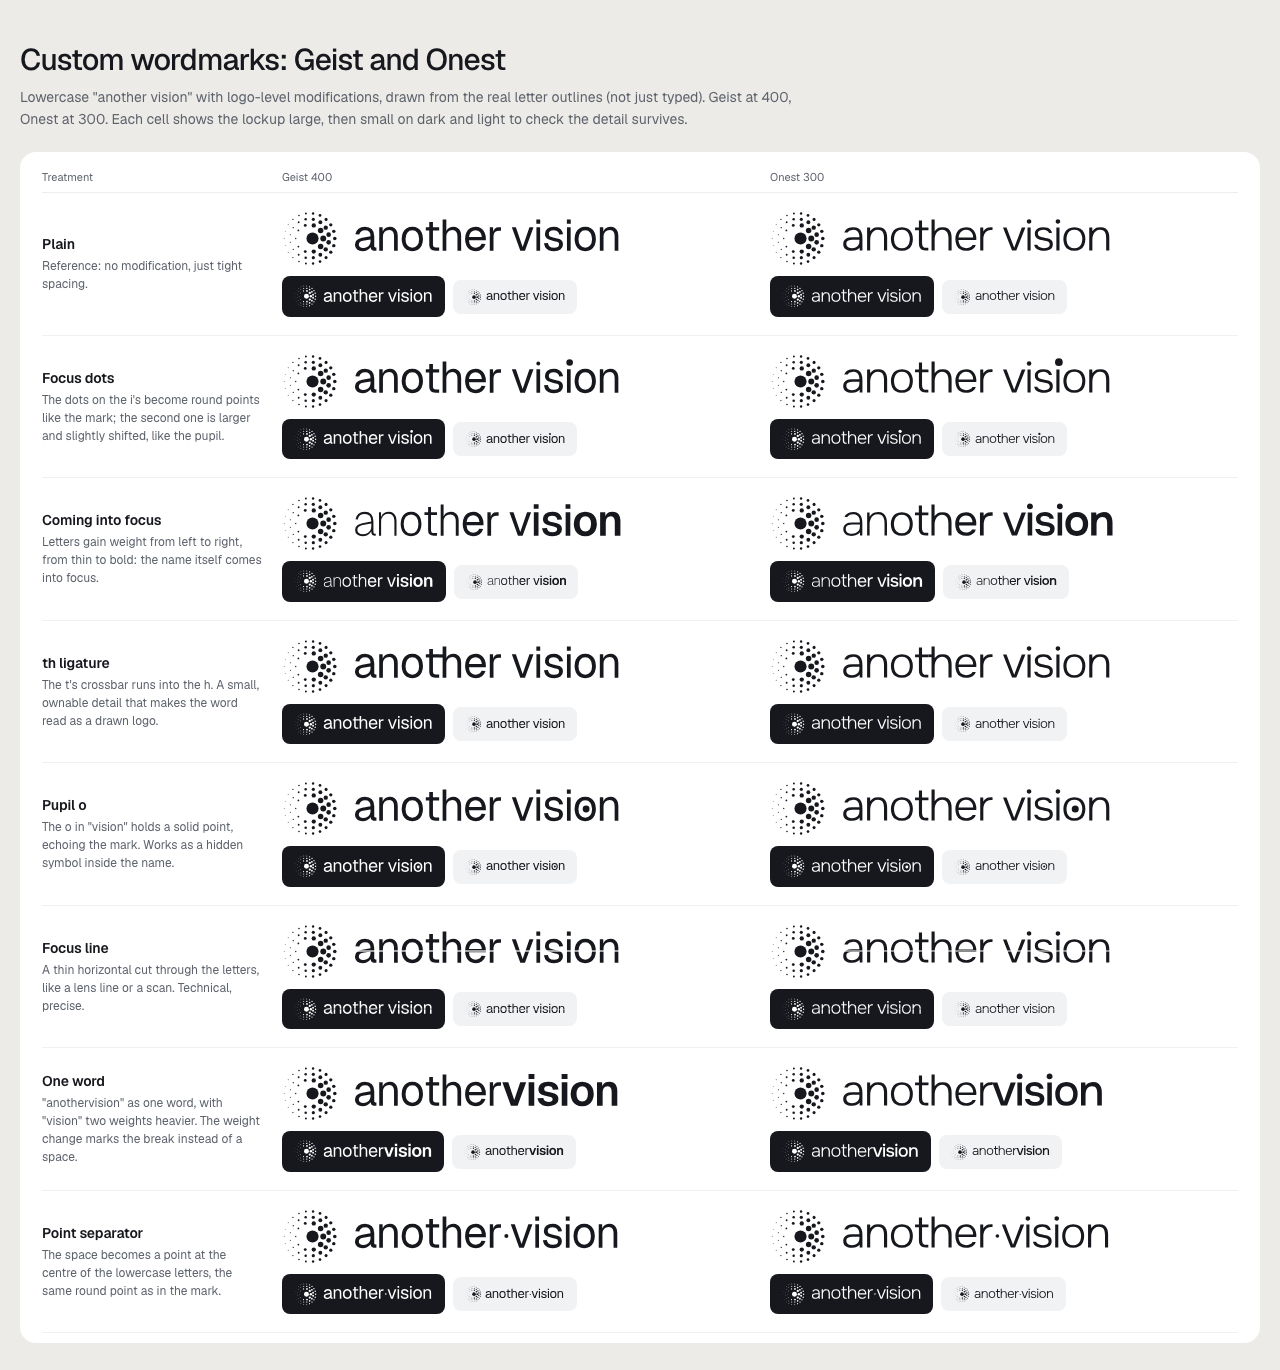 Custom wordmarks: Geist and Onest
Lowercase "another vision" with logo-level modifications, drawn from the real letter outlines (not just typed). Geist at 400,
Onest at 300. Each cell shows the lockup large, then small on dark and light to check the detail survives.
Treatment Geist 400 Onest 300
another vision another vision
Plain
Reference: no modification, just tight
spacing.
another vision another vision another vision another vision
another vision another vision
Focus dots
The dots on the i's become round points
like the mark; the second one is larger
and slightly shifted, like the pupil.
another vision another vision another vision another vision
another vision another vision
Coming into focus
Letters gain weight from left to right,
from thin to bold: the name itself comes
into focus.
another vision another vision another vision another vision
another vision another vision
th ligature
The t's crossbar runs into the h. A small,
ownable detail that makes the word
read as a drawn logo.
another vision another vision another vision another vision
another vision another vision
Pupil o
The o in "vision" holds a solid point,
echoing the mark. Works as a hidden
symbol inside the name.
another vision another vision another vision another vision
another vision another vision
Focus line
A thin horizontal cut through the letters,
like a lens line or a scan. Technical,
precise.
another vision another vision another vision another vision
anothervision anothervision
One word
"anothervision" as one word, with
"vision" two weights heavier. The weight
change marks the break instead of a
space.
anothervision anothervision anothervision anothervision
another·vision another·vision
Point separator
The space becomes a point at the
centre of the lowercase letters, the
same round point as in the mark.
another·vision another·vision another·vision another·vision